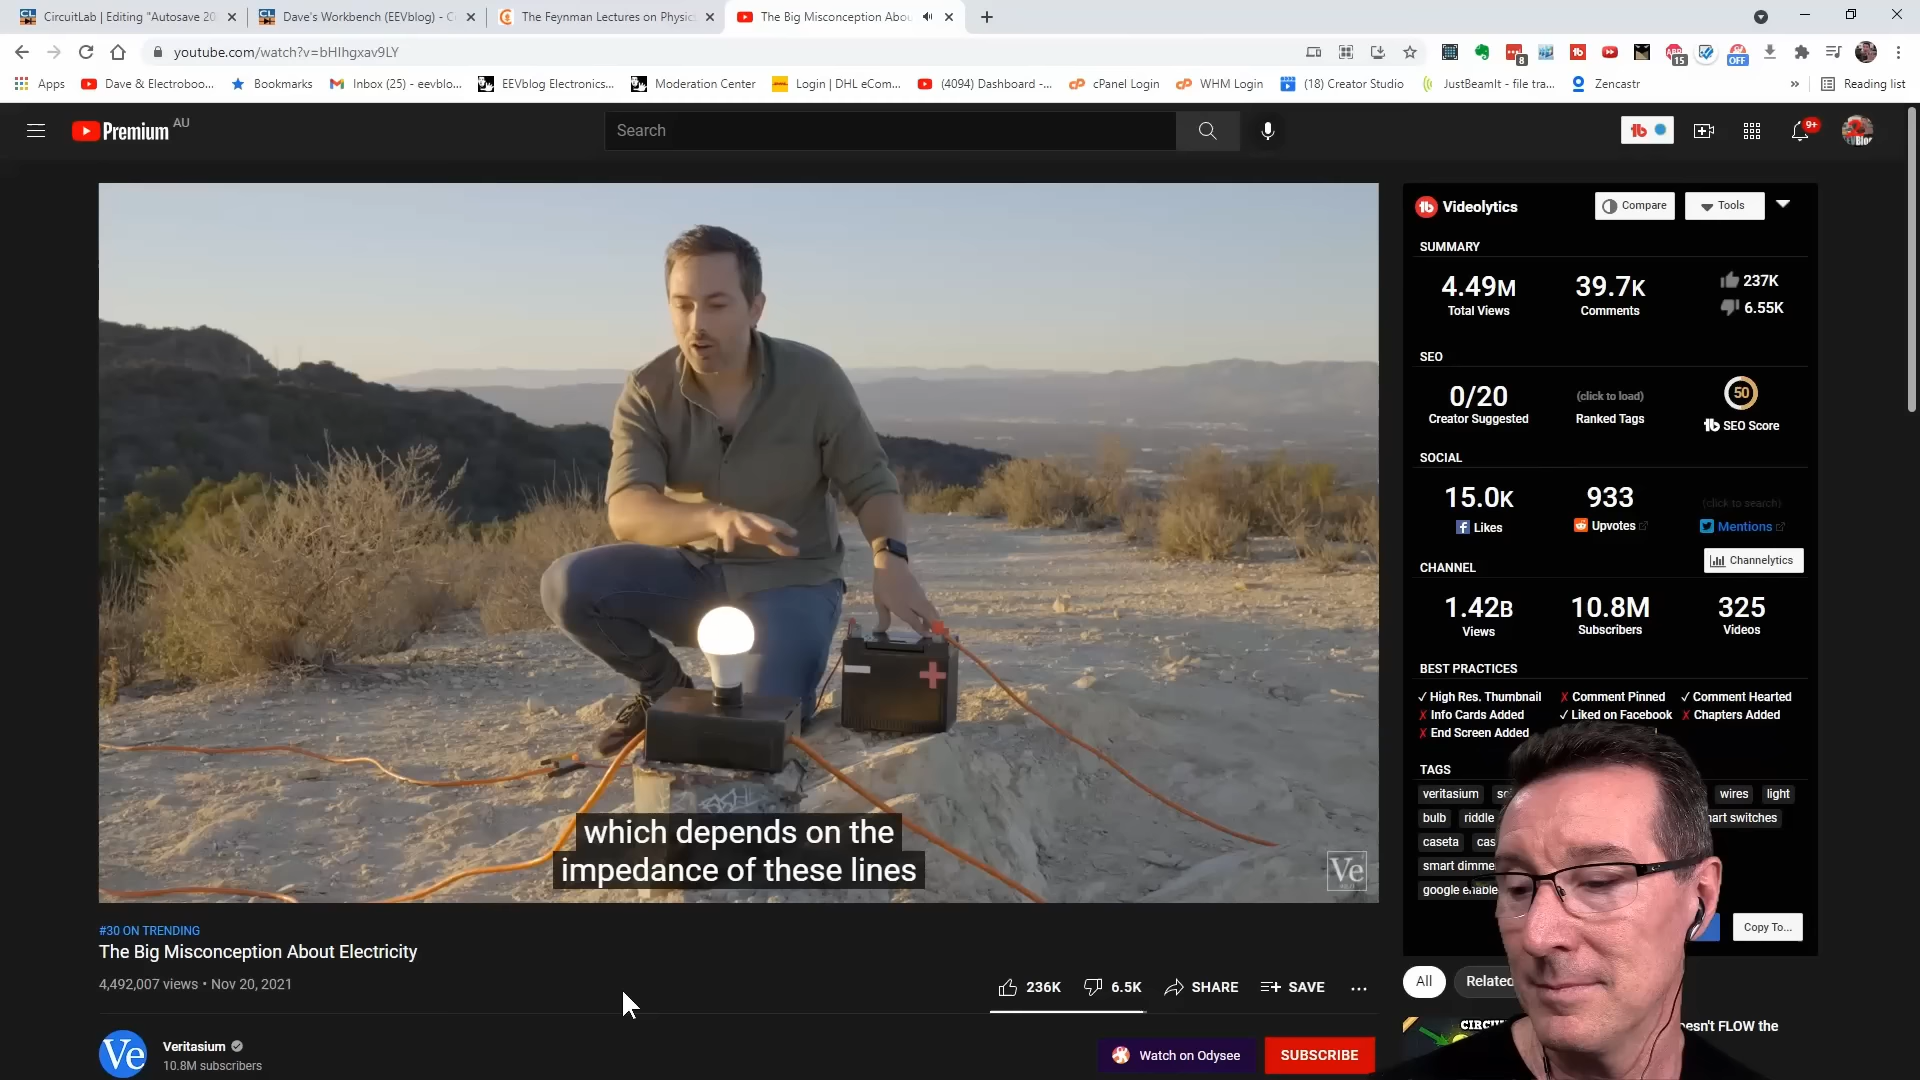 CircuitLab | Editing "Autosave 20
Dave's Workbench (EEVblog) - C
The Feynman Lectures on Physics
The Big Misconception Abou
youtube.com/watch?v=bHIhgxav9LY
8
15
OFF
Apps
Dave & Electroboo...
Bookmarks
Inbox (25) - eevblo...
EEVblog Electronics...
Moderation Center
Login | DHL eCom...
(4094) Dashboard -...
cPanel Login
WHM Login
(18) Creator Studio
JustBeamIt - file tra...
Zencastr
»
Reading list
Premium AU
Search
9+
Videolytics
Compare
Tools
SUMMARY
4.49M
39.7K
237K
Total Views
Comments
6.55K
SEO
0/20
(click to load)
50
Creator Suggested
Ranked Tags
SEO Score
SOCIAL
15.0K
933
(click to search)
Likes
Upvotes
Mentions
CHANNEL
Channelytics
1.42B
10.8M
325
Views
Subscribers
Videos
BEST PRACTICES
✓ High Res. Thumbnail
✗ Comment Pinned
✓ Comment Hearted
✗ Info Cards Added
✓ Liked on Facebook
✗ Chapters Added
✗ End Screen Added
TAGS
veritasium
wires
light
bulb
riddle
switches
caseta
smart dimme
google enable
Copy To...
which depends on the
impedance of these lines
Ve
#30 ON TRENDING
The Big Misconception About Electricity
4,492,007 views • Nov 20, 2021
236K
6.5K
SHARE
SAVE
...
Ve
Veritasium
10.8M subscribers
Watch on Odysee
SUBSCRIBE
All
Related
FLOW the